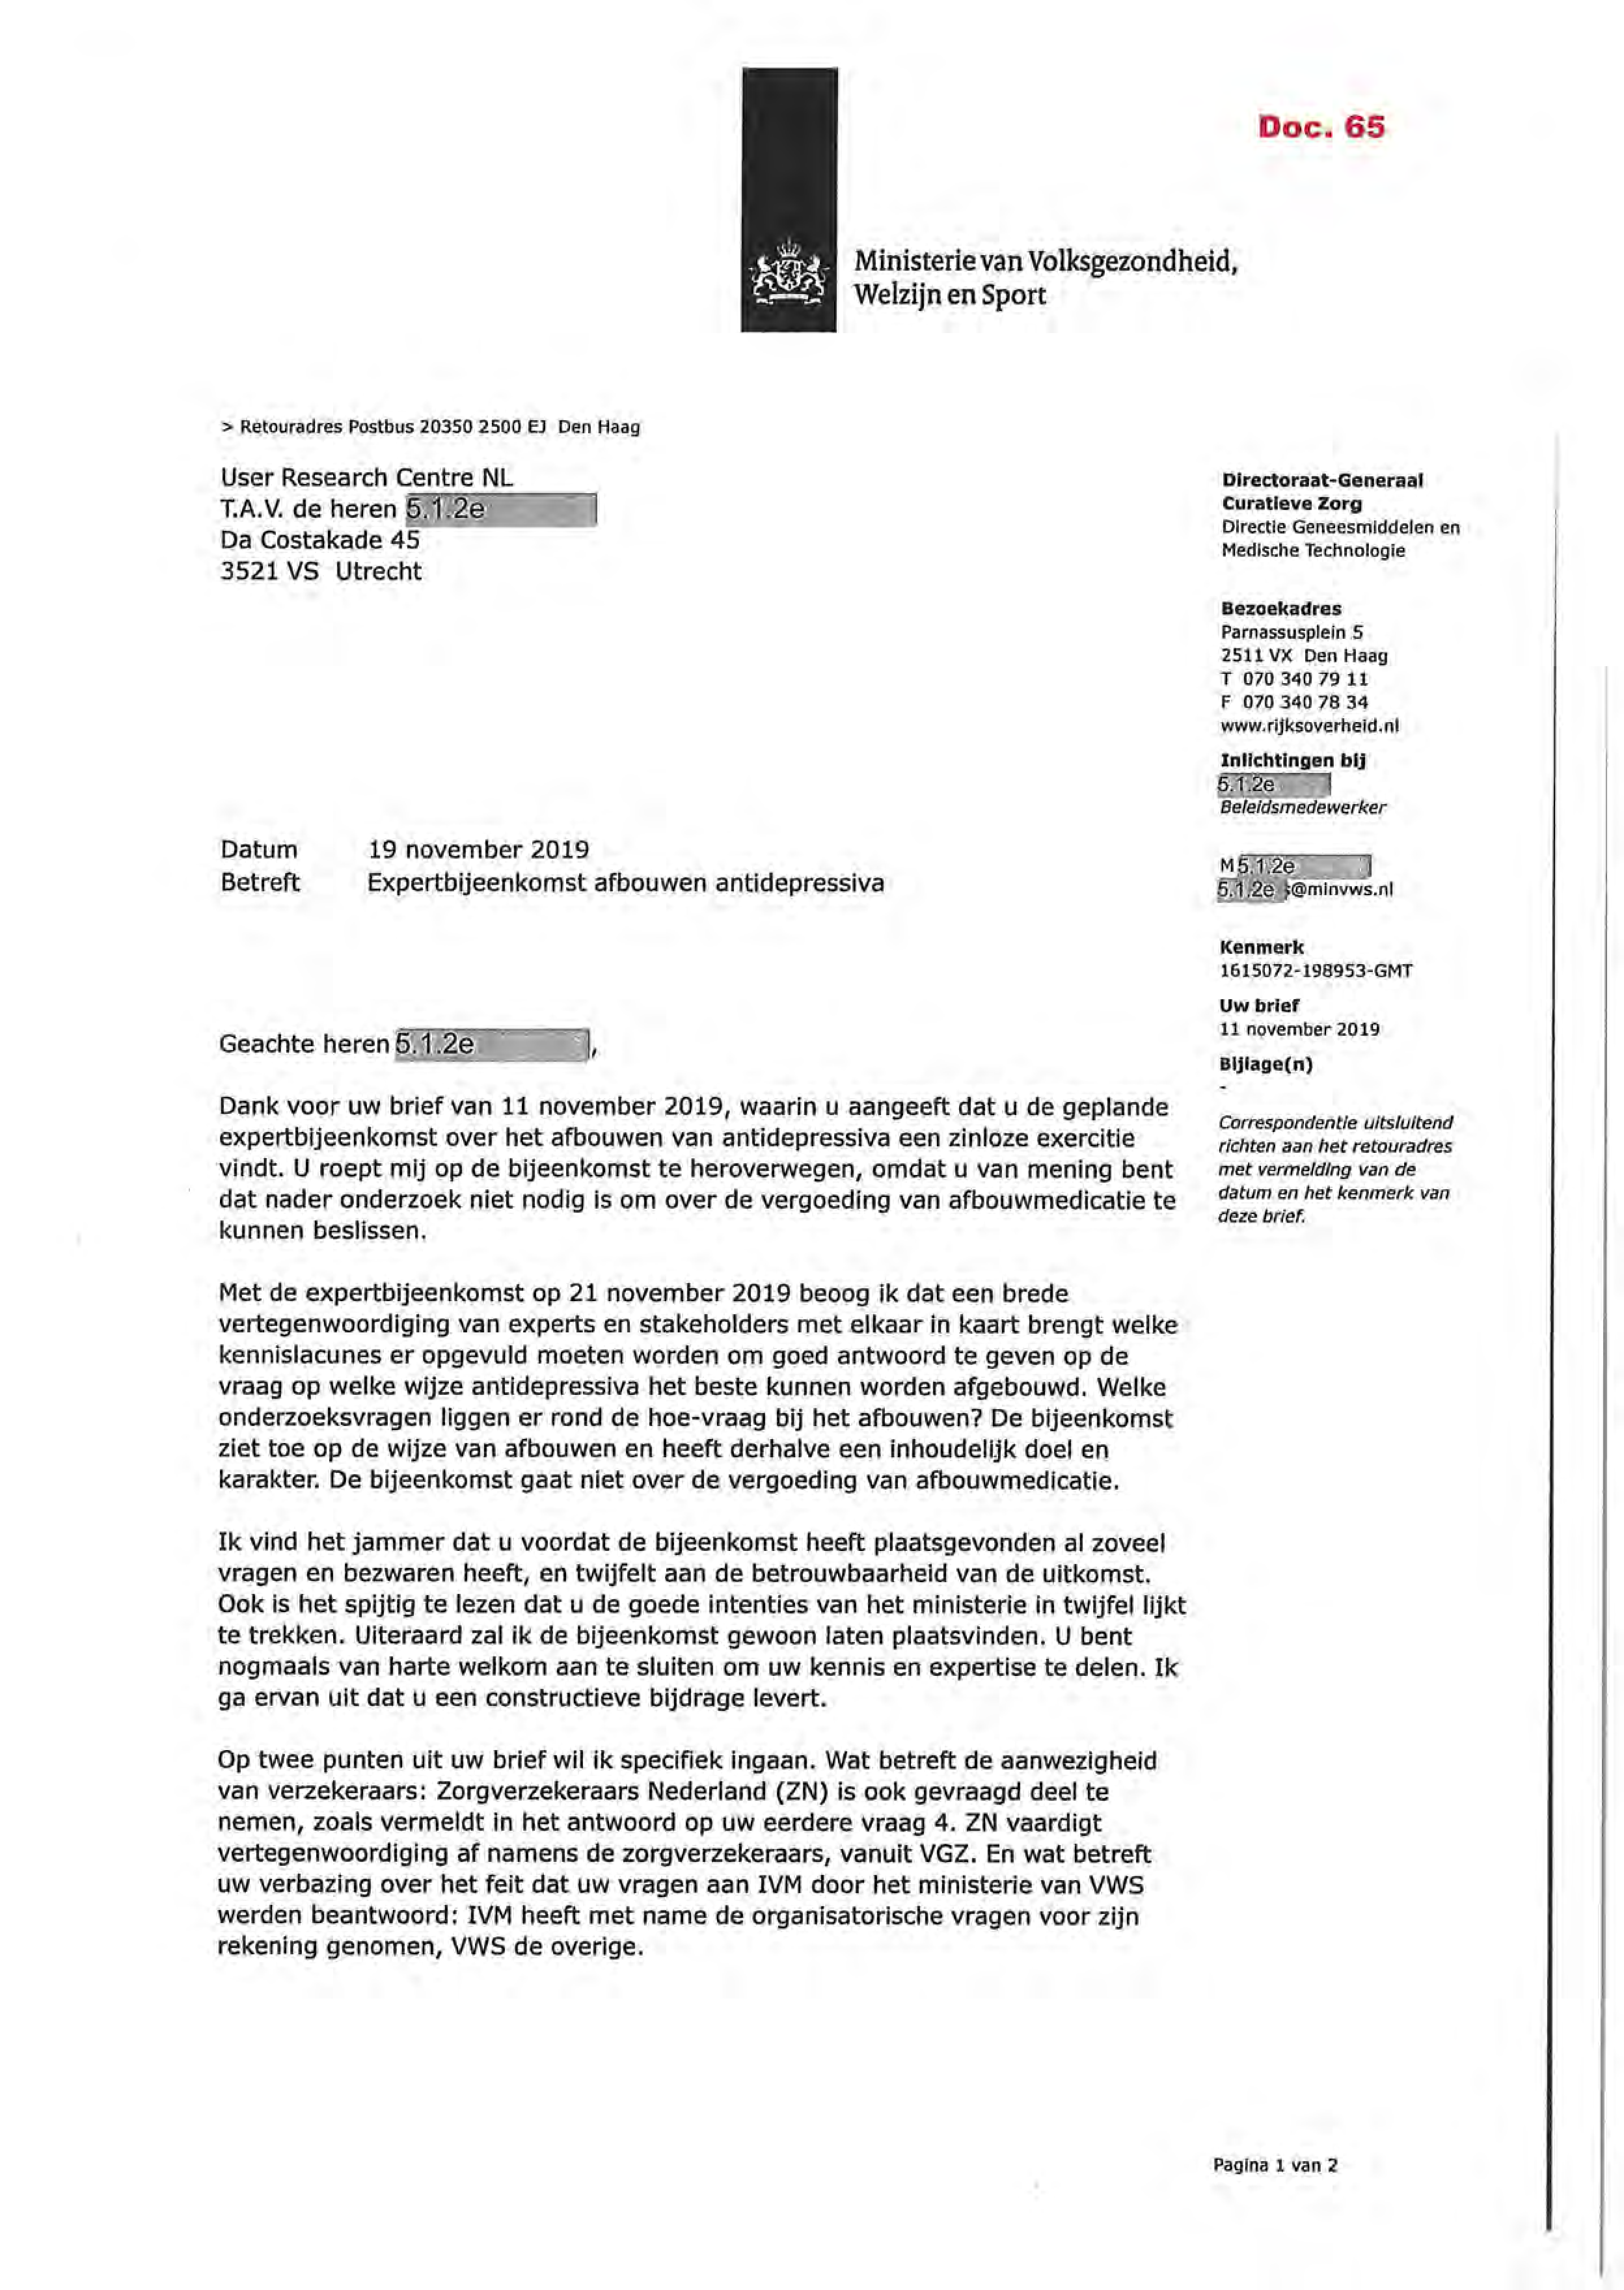 Doc. 65
Ministerie van Volksgezondheid,
Welzijn en Sport
> Retouradres Postbus 20350 2500 EJ Den Haag
User Research Centre NL
T.A.V. de heren 5.1.2e
Da Costakade 45
3521 VS Utrecht
Directoraat-Generaal
Curatieve Zorg
Directie Geneesmiddelen en
Medische Technologie
Bezoekadres
Parnassusplein 5
2511 VX Den Haag
T 070 340 79 11
F 070 340 78 34
www.rijksoverheid.nl
Inlichtingen bij
5.1.2e
Beleidsmedewerker
M 5.1.2e
5.1.2e s@minvws.nl
Kenmerk
1615072-198953-GMT
Uw brief
11 november 2019
Bijlage(n)
-
Correspondentie uitsluitend
richten aan het retouradres
met vermelding van de
datum en het kenmerk van
deze brief.
Datum 19 november 2019
Betreft Expertbijeenkomst afbouwen antidepressiva
Geachte heren 5.1.2e ,
Dank voor uw brief van 11 november 2019, waarin u aangeeft dat u de geplande
expertbijeenkomst over het afbouwen van antidepressiva een zinloze exercitie
vindt. U roept mij op de bijeenkomst te heroverwegen, omdat u van mening bent
dat nader onderzoek niet nodig is om over de vergoeding van afbouwmedicatie te
kunnen beslissen.
Met de expertbijeenkomst op 21 november 2019 beoog ik dat een brede
vertegenwoordiging van experts en stakeholders met elkaar in kaart brengt welke
kennislacunes er opgevuld moeten worden om goed antwoord te geven op de
vraag op welke wijze antidepressiva het beste kunnen worden afgebouwd. Welke
onderzoeksvragen liggen er rond de hoe-vraag bij het afbouwen? De bijeenkomst
ziet toe op de wijze van afbouwen en heeft derhalve een inhoudelijk doel en
karakter. De bijeenkomst gaat niet over de vergoeding van afbouwmedicatie.
Ik vind het jammer dat u voordat de bijeenkomst heeft plaatsgevonden al zoveel
vragen en bezwaren heeft, en twijfelt aan de betrouwbaarheid van de uitkomst.
Ook is het spijtig te lezen dat u de goede intenties van het ministerie in twijfel lijkt
te trekken. Uiteraard zal ik de bijeenkomst gewoon laten plaatsvinden. U bent
nogmaals van harte welkom aan te sluiten om uw kennis en expertise te delen. Ik
ga ervan uit dat u een constructieve bijdrage levert.
Op twee punten uit uw brief wil ik specifiek ingaan. Wat betreft de aanwezigheid
van verzekeraars: Zorgverzekeraars Nederland (ZN) is ook gevraagd deel te
nemen, zoals vermeldt in het antwoord op uw eerdere vraag 4. ZN vaardigt
vertegenwoordiging af namens de zorgverzekeraars, vanuit VGZ. En wat betreft
uw verbazing over het feit dat uw vragen aan IVM door het ministerie van VWS
werden beantwoord: IVM heeft met name de organisatorische vragen voor zijn
rekening genomen, VWS de overige.
Pagina 1 van 2